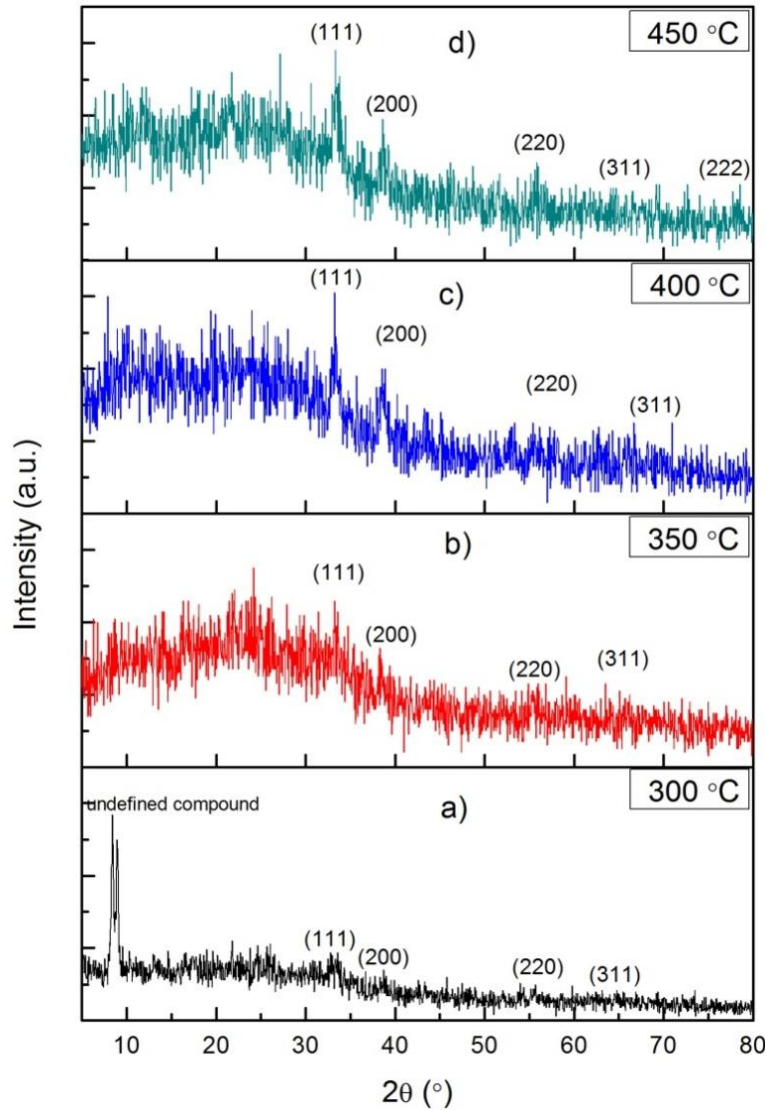 (111)
d)
450 °C
(200)
(220)
(311)
(222)
(111)
c)
400 °C
(200)
(220)
(311)
b)
350 °C
(111)
(200)
(220)
(311)
undefined compound
a)
300 °C
(111)
(200)
(220)
(311)
Intensity (a.u.)
10 20 30 40 50 60 70 80
2θ (°)